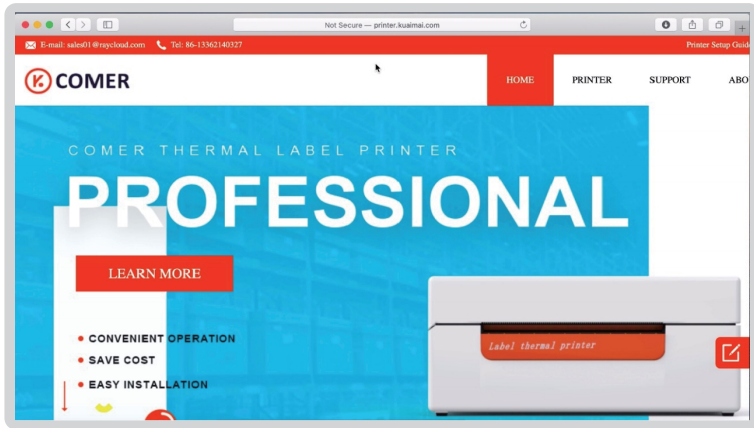 Not Secure — printer.kuaimai.com
E-mail: sales01@raycloud.com Tel: 86-13362140327 Printer Setup Guide
COMER
HOME PRINTER SUPPORT ABO
COMER THERMAL LABEL PRINTER
PROFESSIONAL
LEARN MORE
Label thermal printer
• CONVENIENT OPERATION
• SAVE COST
• EASY INSTALLATION